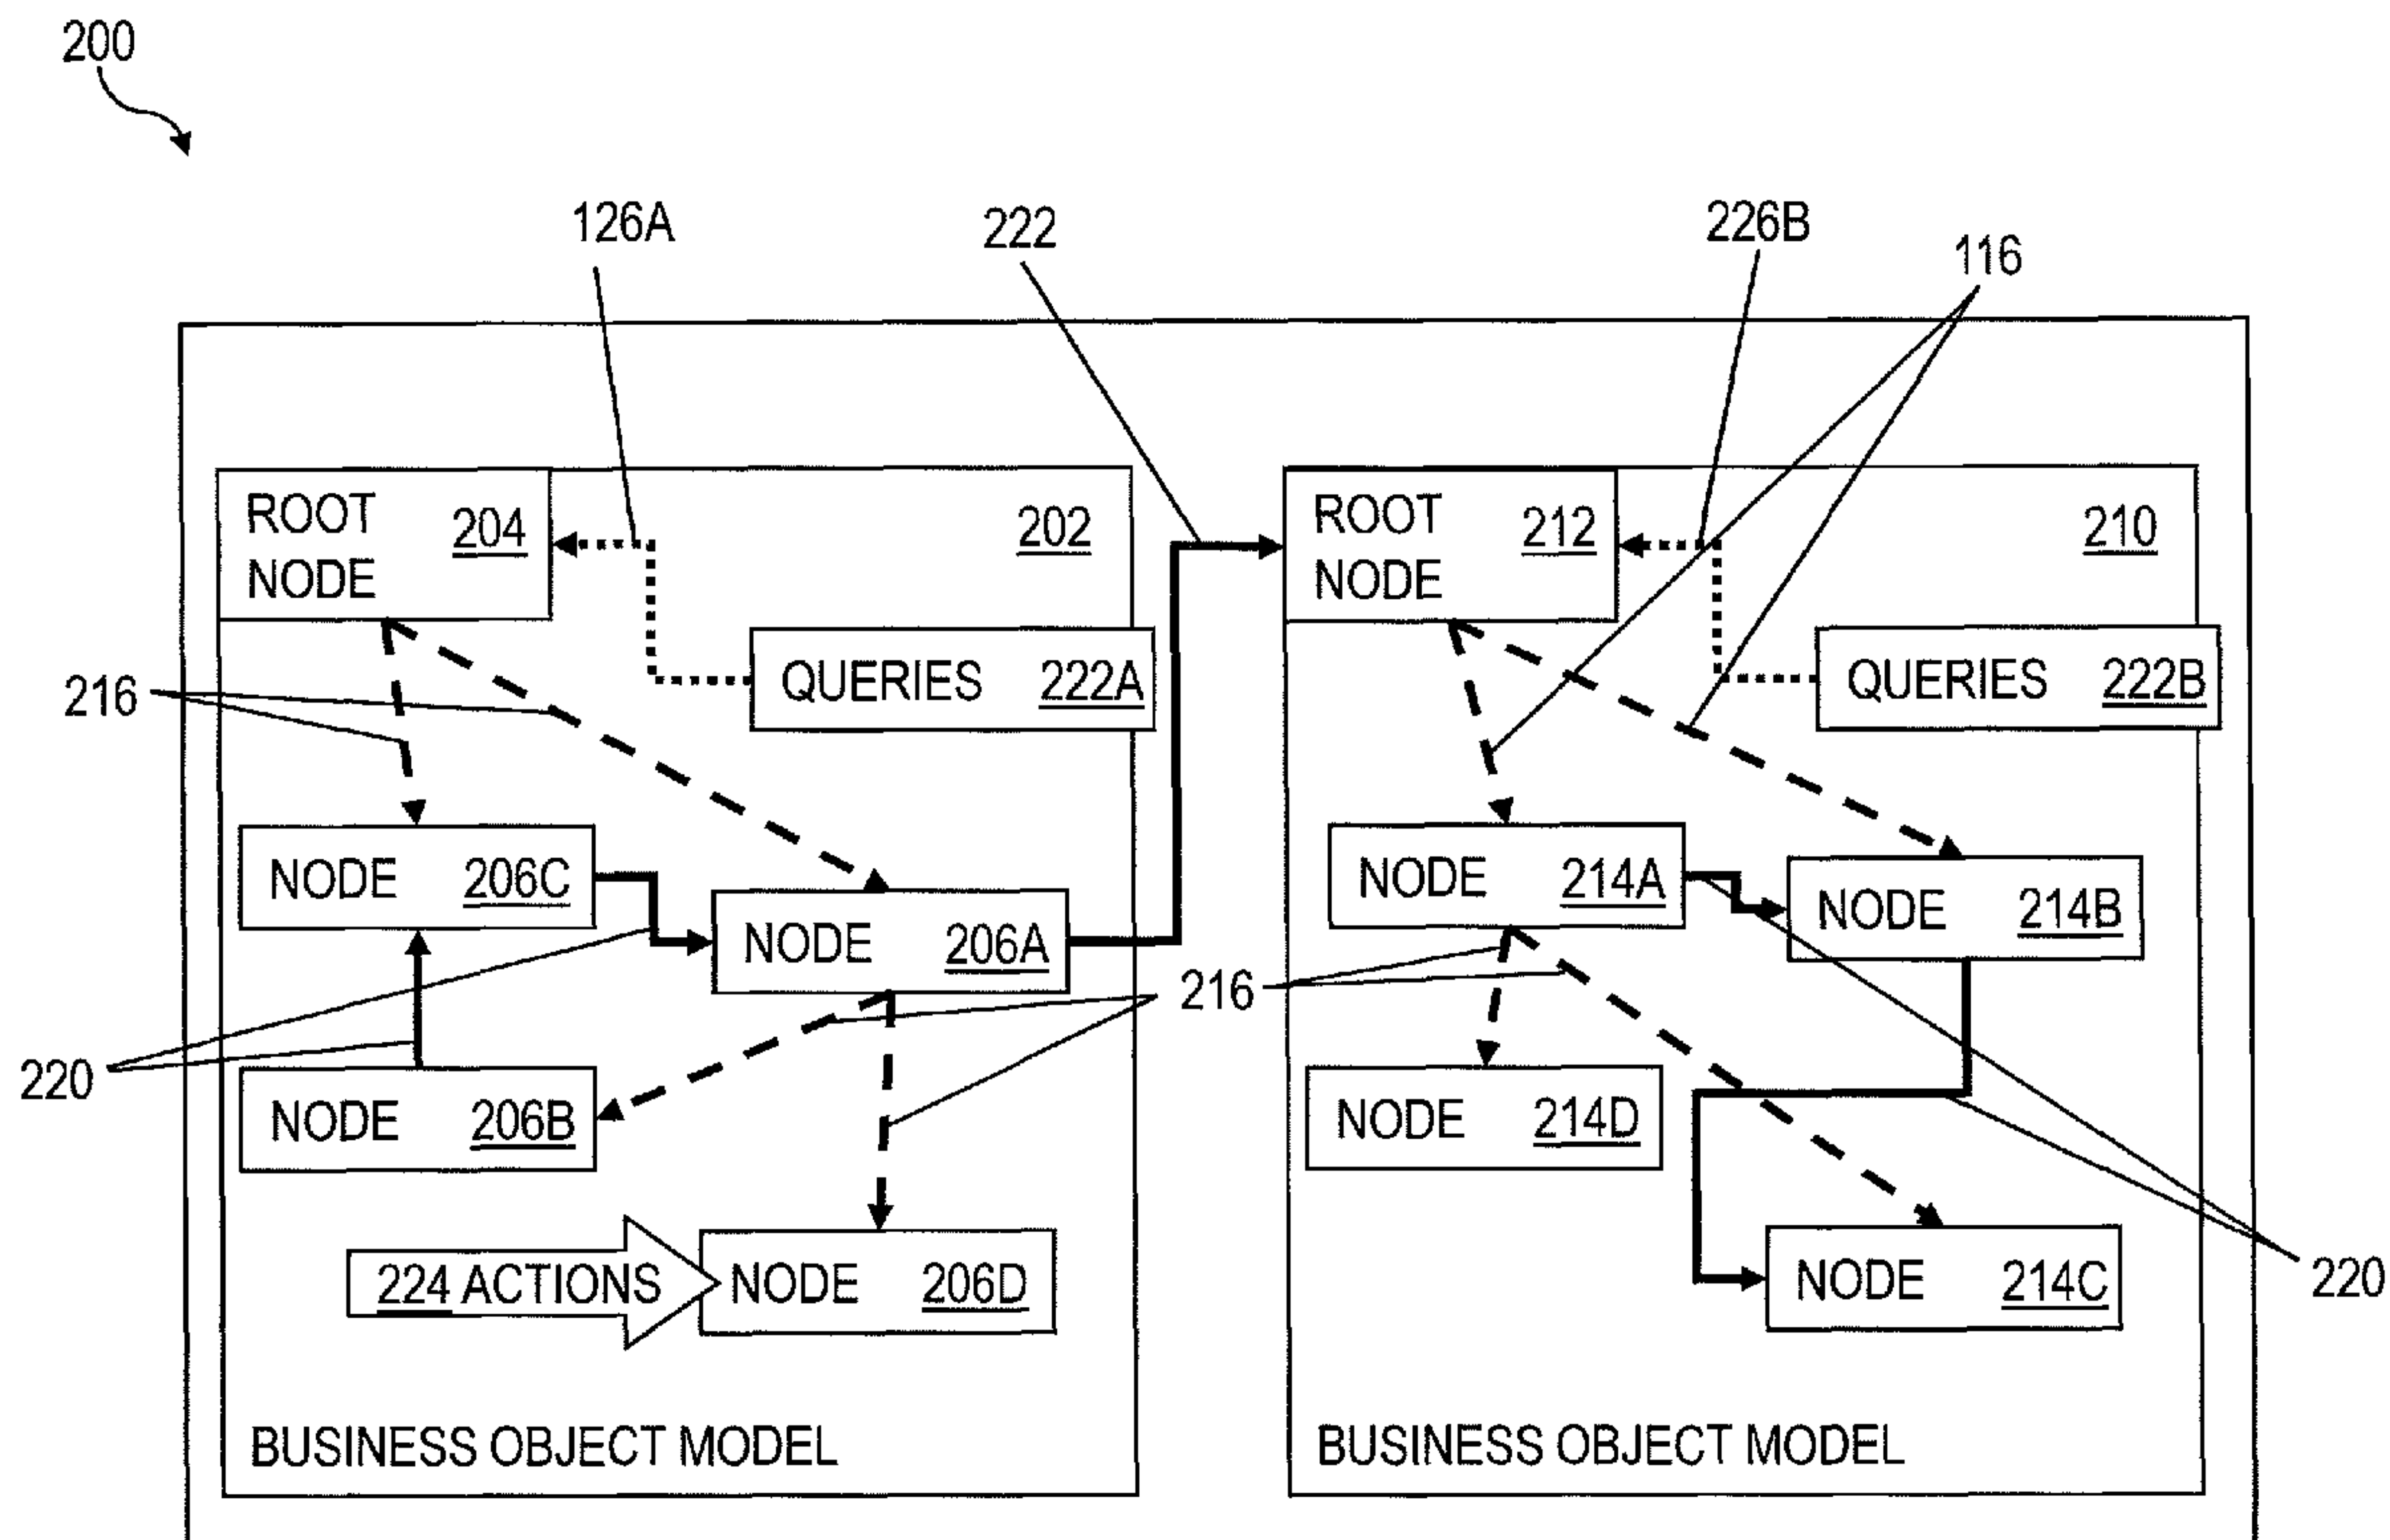 200
126A
222
226B
116
ROOT
NODE
204
202
QUERIES 222A
216
NODE 206C
NODE 206A
220
NODE 206B
224 ACTIONS
NODE 206D
BUSINESS OBJECT MODEL
216
ROOT
NODE
212
210
QUERIES 222B
NODE 214A
NODE 214B
NODE 214D
NODE 214C
220
BUSINESS OBJECT MODEL